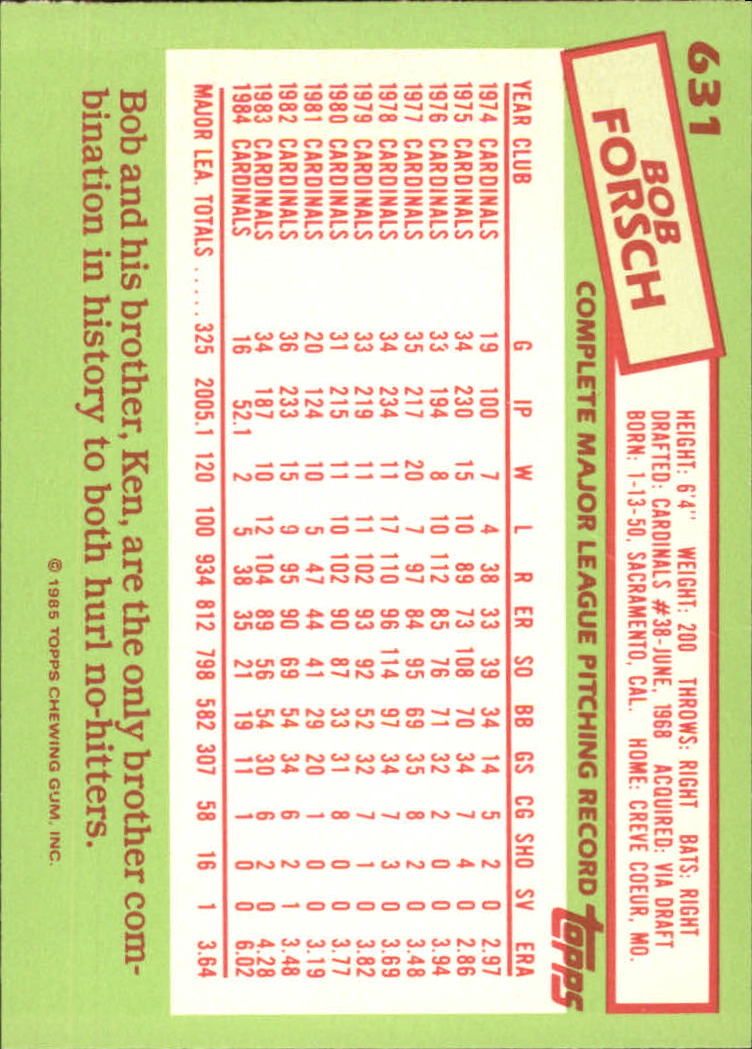 631
BOB
FORSCH
HEIGHT: 6'4" WEIGHT: 200 THROWS: RIGHT BATS: RIGHT
DRAFTED: CARDINALS #38-JUNE, 1968 ACQUIRED: VIA DRAFT
BORN: 1-13-50, SACRAMENTO, CAL. HOME: CREVE COEUR, MO.
COMPLETE MAJOR LEAGUE PITCHING RECORD
topps
YEAR CLUB G IP W L R ER SO BB GS CG SHO SV ERA
1974 CARDINALS 19 100 7 4 38 33 39 34 14 5 2 0 2.97
1975 CARDINALS 34 230 15 10 89 73 108 70 34 7 4 0 2.86
1976 CARDINALS 33 194 8 10 112 85 76 71 32 2 0 0 3.94
1977 CARDINALS 35 217 20 7 97 84 95 69 35 8 2 0 3.48
1978 CARDINALS 34 234 11 17 110 96 114 97 34 7 3 0 3.69
1979 CARDINALS 33 219 11 11 102 93 92 52 32 7 1 0 3.82
1980 CARDINALS 31 215 11 10 102 90 87 33 31 8 0 0 3.77
1981 CARDINALS 20 124 10 5 47 44 41 29 20 1 0 0 3.19
1982 CARDINALS 36 233 15 9 95 90 69 54 34 6 2 1 3.48
1983 CARDINALS 34 187 10 12 104 89 56 54 30 6 2 0 4.28
1984 CARDINALS 16 52.1 2 5 38 35 21 19 11 1 0 0 6.02
MAJOR LEA. TOTALS ...... 325 2005.1 120 100 934 812 798 582 307 58 16 1 3.64
Bob and his brother, Ken, are the only brother com-
bination in history to both hurl no-hitters.
© 1985 TOPPS CHEWING GUM, INC.